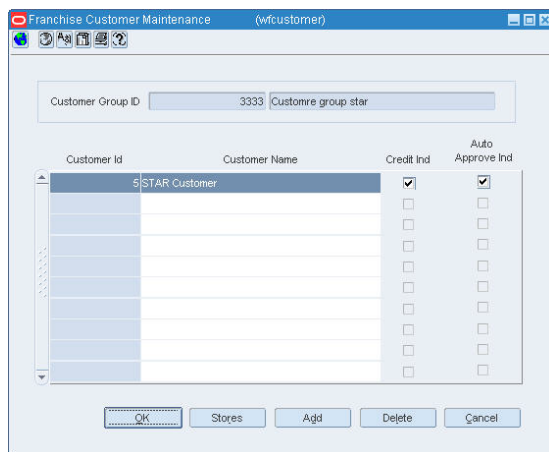 Franchise Customer Maintenance (wfcustomer)
Customer Group ID 3333 Customre group star
Customer Id Customer Name Credit Ind Auto Approve Ind
5 STAR Customer
OK Stores Add Delete Cancel